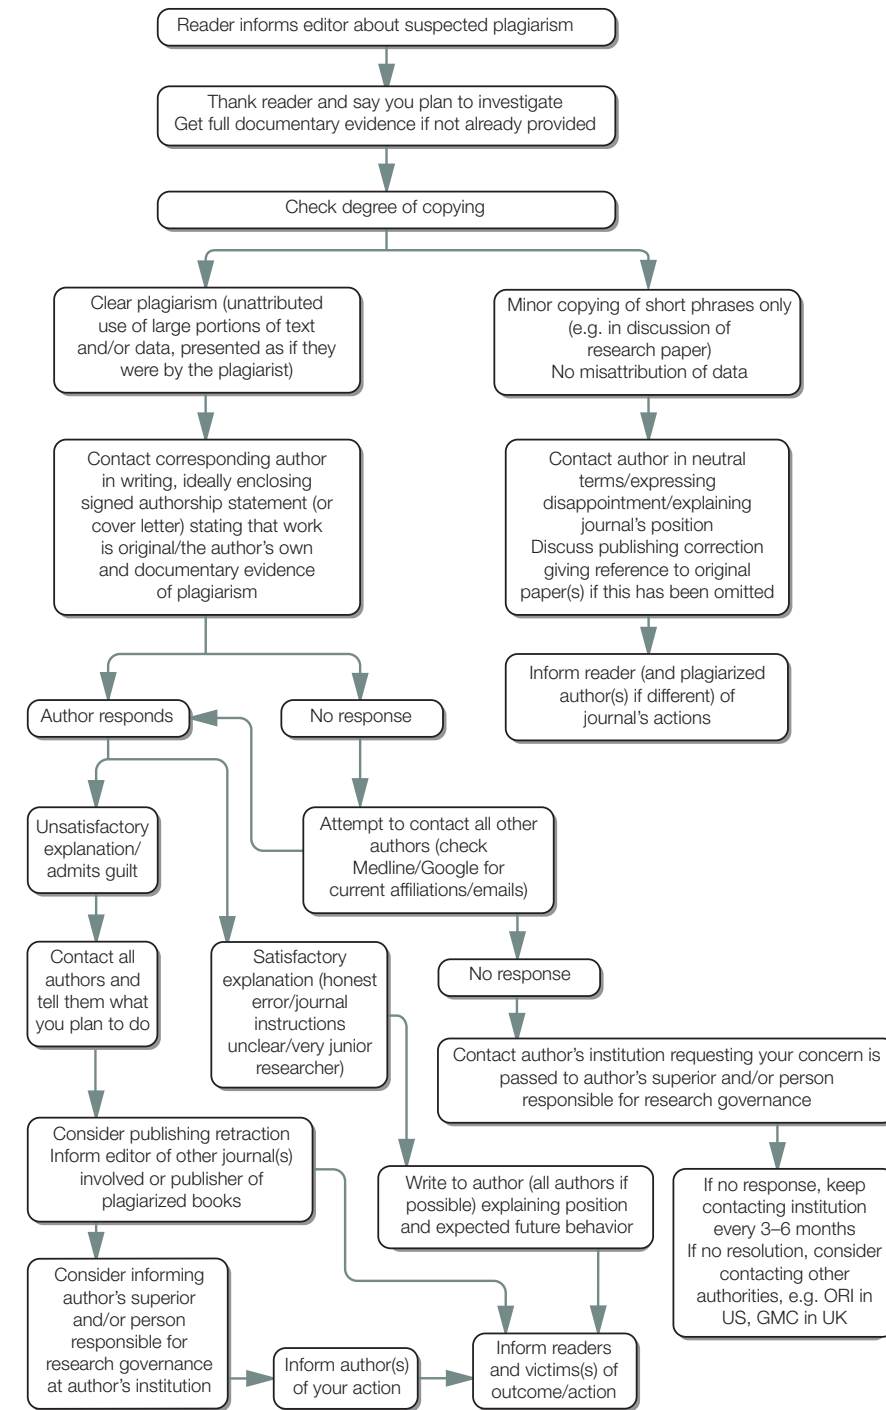 Reader informs editor about suspected plagiarism
Thank reader and say you plan to investigate
Get full documentary evidence if not already provided
Check degree of copying
Clear plagiarism (unattributed
use of large portions of text
and/or data, presented as if they
were by the plagiarist)
Minor copying of short phrases only
(e.g. in discussion of
research paper)
No misattribution of data
Contact corresponding author
in writing, ideally enclosing
signed authorship statement (or
cover letter) stating that work
is original/the author's own
and documentary evidence
of plagiarism
Contact author in neutral
terms/expressing
disappointment/explaining
journal's position
Discuss publishing correction
giving reference to original
paper(s) if this has been omitted
Inform reader (and plagiarized
author(s) if different) of
journal's actions
Author responds
No response
Unsatisfactory
explanation/
admits guilt
Attempt to contact all other
authors (check
Medline/Google for
current affiliations/emails)
Contact all
authors and
tell them what
you plan to do
Satisfactory
explanation (honest
error/journal
instructions
unclear/very junior
researcher)
No response
Contact author's institution requesting your concern is
passed to author's superior and/or person
responsible for research governance
Consider publishing retraction
Inform editor of other journal(s)
involved or publisher of
plagiarized books
Write to author (all authors if
possible) explaining position
and expected future behavior
If no response, keep
contacting institution
every 3–6 months
If no resolution, consider
contacting other
authorities, e.g. ORI in
US, GMC in UK
Consider informing
author's superior
and/or person
responsible for
research governance
at author's institution
Inform author(s)
of your action
Inform readers
and victims(s) of
outcome/action